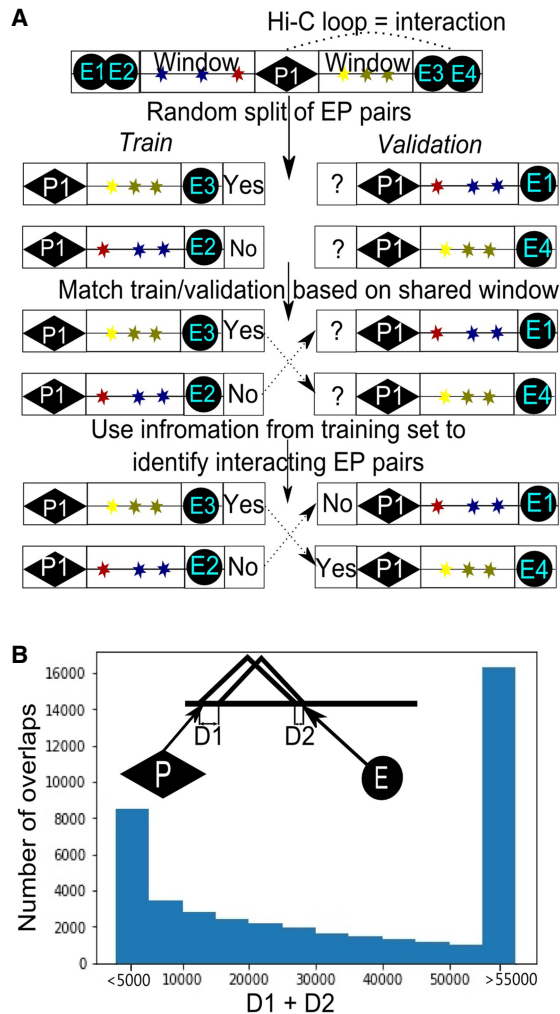 A
Hi-C loop = interaction
E1 E2 Window P1 Window E3 E4
Random split of EP pairs
Train Validation
P1 E3 Yes ? P1 E1
P1 E2 No ? P1 E4
Match train/validation based on shared window
P1 E3 Yes ? P1 E1
P1 E2 No ? P1 E4
Use infromation from training set to
identify interacting EP pairs
P1 E3 Yes No P1 E1
P1 E2 No Yes P1 E4
B
Number of overlaps
16000
14000
12000
10000
8000
6000
4000
2000
0
D1 D2
P E
<5000 10000 20000 30000 40000 50000 >55000
D1 + D2